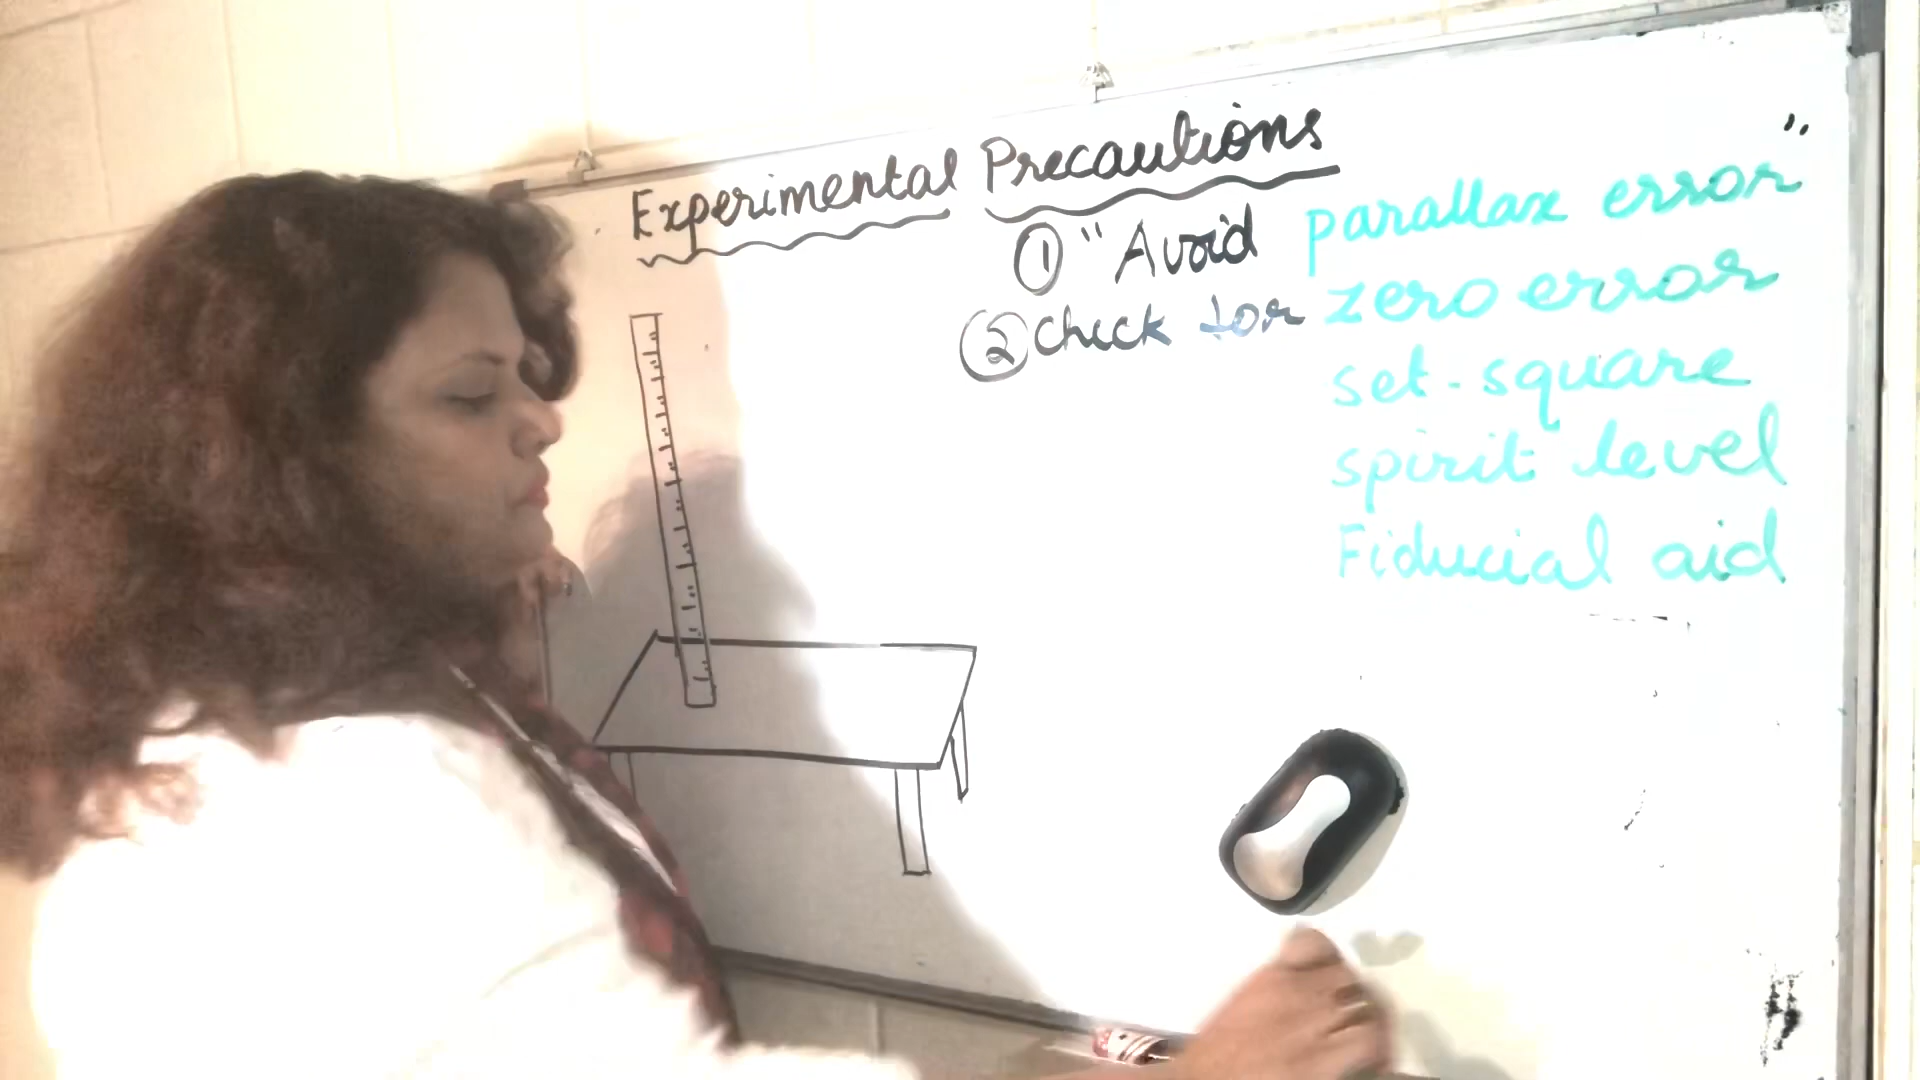 Experimental Precautions
① "Avoid parallax error"
② Check for zero error
set-square
spirit level
Fiducial aid